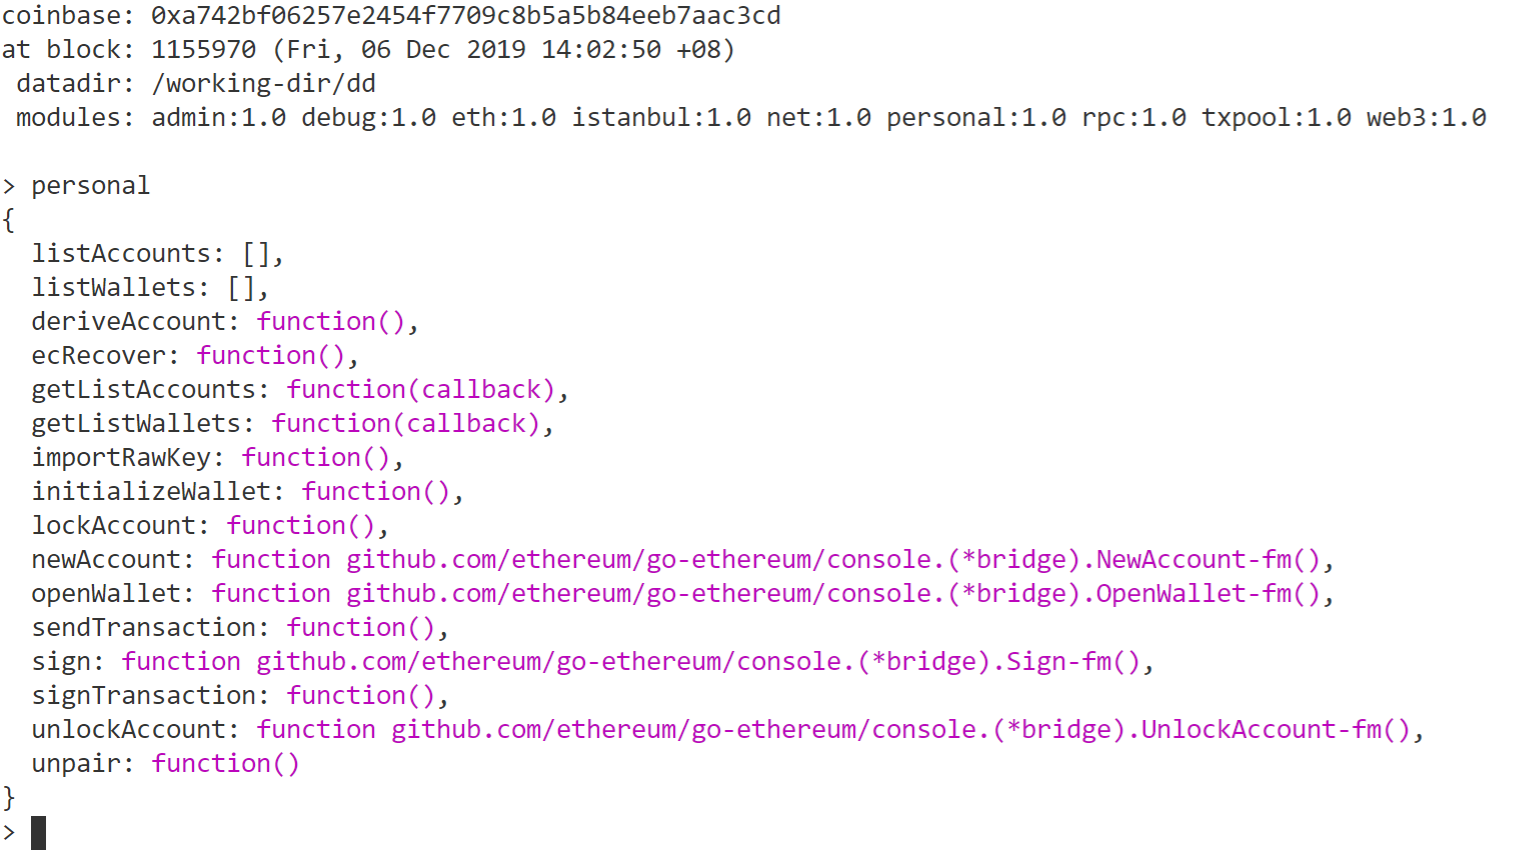 coinbase: 0xa742bf06257e2454f7709c8b5a5b84eeb7aac3cd
at block: 1155970 (Fri, 06 Dec 2019 14:02:50 +08)
 datadir: /working-dir/dd
 modules: admin:1.0 debug:1.0 eth:1.0 istanbul:1.0 net:1.0 personal:1.0 rpc:1.0 txpool:1.0 web3:1.0

> personal
{
  listAccounts: [],
  listWallets: [],
  deriveAccount: function(),
  ecRecover: function(),
  getListAccounts: function(callback),
  getListWallets: function(callback),
  importRawKey: function(),
  initializeWallet: function(),
  lockAccount: function(),
  newAccount: function github.com/ethereum/go-ethereum/console.(*bridge).NewAccount-fm(),
  openWallet: function github.com/ethereum/go-ethereum/console.(*bridge).OpenWallet-fm(),
  sendTransaction: function(),
  sign: function github.com/ethereum/go-ethereum/console.(*bridge).Sign-fm(),
  signTransaction: function(),
  unlockAccount: function github.com/ethereum/go-ethereum/console.(*bridge).UnlockAccount-fm(),
  unpair: function()
}
>